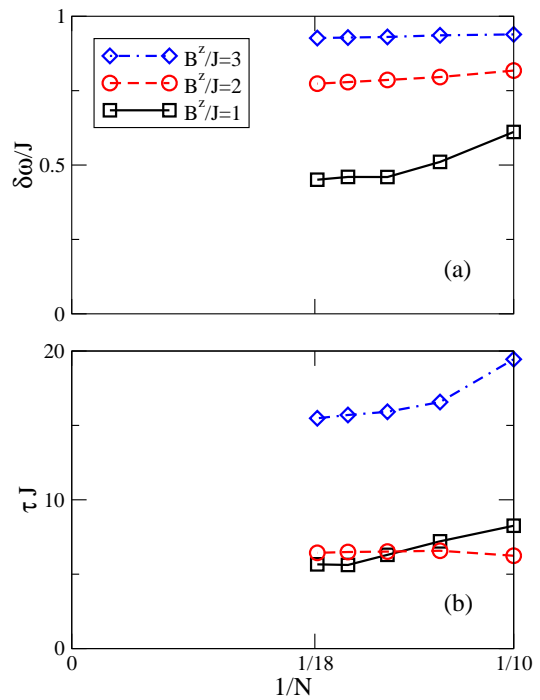 1
B^z/J=3
B^z/J=2
B^z/J=1
δω/J
0.5
(a)
0
20
τ.J
10
(b)
0
0
1/18
1/10
1/N